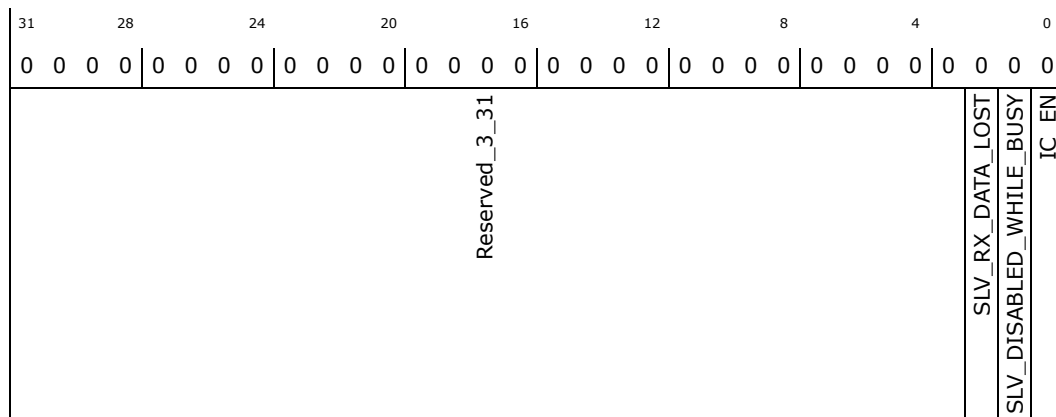 31 28 24 20 16 12 8 4 0
0 0 0 0 0 0 0 0 0 0 0 0 0 0 0 0 0 0 0 0 0 0 0 0 0 0 0 0 0 0 0 0
Reserved_3_31
SLV_RX_DATA_LOST
SLV_DISABLED_WHILE_BUSY
IC_EN